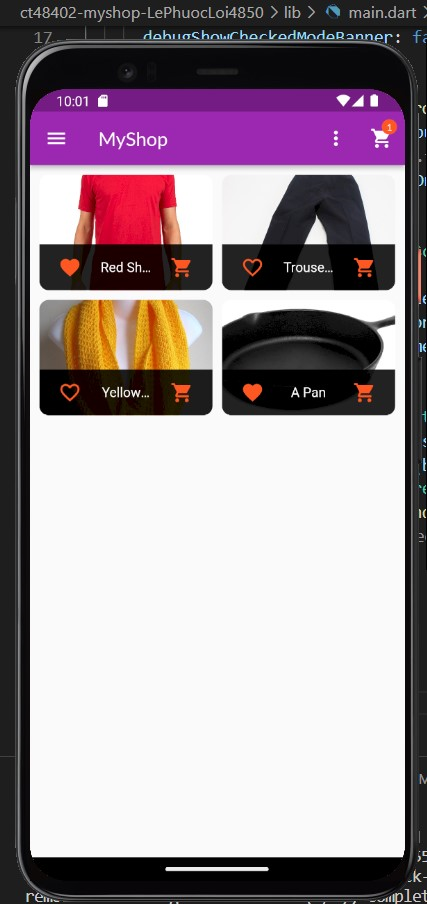 ct48402-myshop-LePhuocLoi4850 > lib > main.dart
17 debugShowCheckedModeBanner: fa
10:01
MyShop
1
Red Sh... Trouse...
Yellow... A Pan